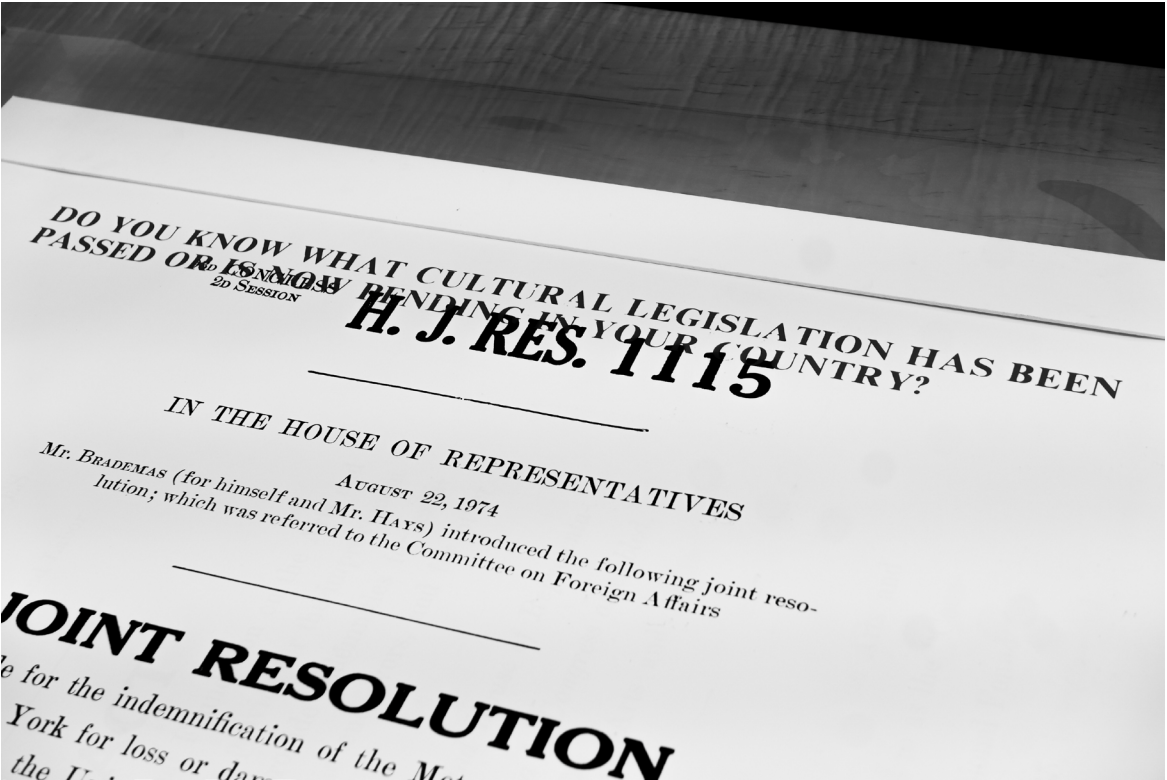 DO YOU KNOW WHAT CULTURAL LEGISLATION HAS BEEN
PASSED OR IS NOW PENDING IN YOUR COUNTRY?
CONGRESS
2D SESSION
H. J. RES. 1115
IN THE HOUSE OF REPRESENTATIVES
AUGUST 22, 1974
Mr. BRADEMAS (for himself and Mr. HAYS) introduced the following joint reso-
lution; which was referred to the Committee on Foreign Affairs
JOINT RESOLUTION
for the indemnification of the
York for loss or
the